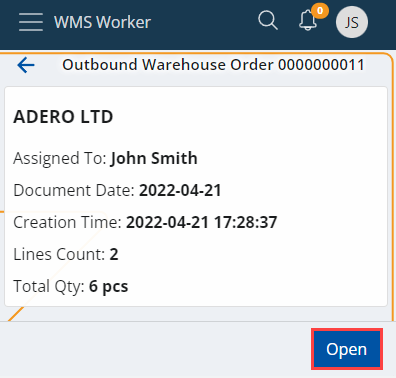 WMS Worker
0
JS
Outbound Warehouse Order 0000000011
ADERO LTD
Assigned To: John Smith
Document Date: 2022-04-21
Creation Time: 2022-04-21 17:28:37
Lines Count: 2
Total Qty: 6 pcs
Open